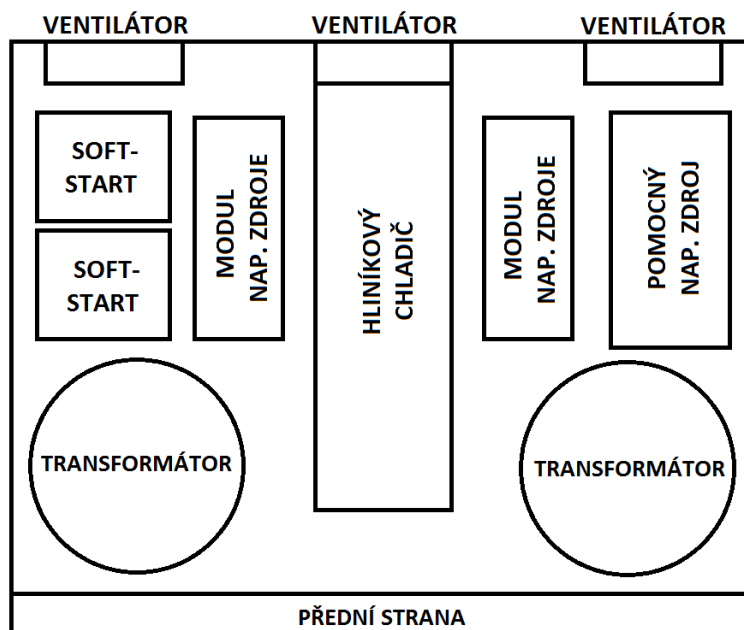 VENTILÁTOR
VENTILÁTOR
VENTILÁTOR
SOFT-
START
SOFT-
START
MODUL
NAP. ZDROJE
HLINÍKOVÝ
CHLADIČ
MODUL
NAP. ZDROJE
POMOCNÝ
NAP. ZDROJ
TRANSFORMÁTOR
TRANSFORMÁTOR
PŘEDNÍ STRANA